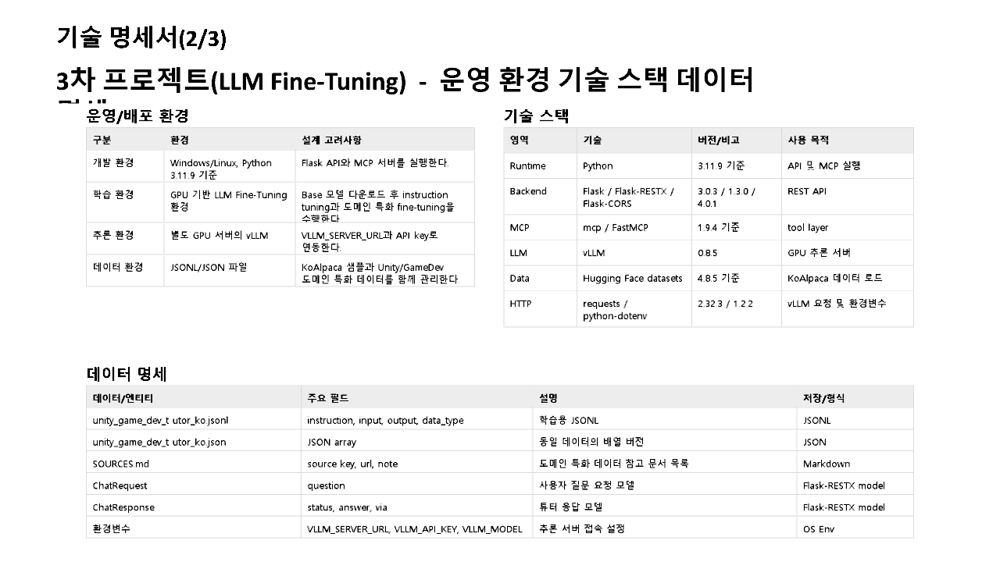 기술 명세서(2/3)
3차 프로젝트(LLM Fine-Tuning) - 운영 환경 기술 스택 데이터
운영/배포 환경
구분 환경 설계 고려사항
개발 환경 Windows/Linux, Python 3.11.9 기준 Flask API와 MCP 서버를 실행한다.
학습 환경 GPU 기반 LLM Fine-Tuning 환경 Base 모델 다운로드 후 instruction tuning과 도메인 특화 fine-tuning을 수행한다.
추론 환경 별도 GPU 서버의 vLLM VLLM_SERVER_URL과 API key로 연동한다.
데이터 환경 JSONL/JSON 파일 KoAlpaca 샘플과 Unity/GameDev 도메인 특화 데이터를 함께 관리한다.
기술 스택
영역 기술 버전/비고 사용 목적
Runtime Python 3.11.9 기준 API 및 MCP 실행
Backend Flask / Flask-RESTX / Flask-CORS 3.0.3 / 1.3.0 / 4.0.1 REST API
MCP mcp / FastMCP 1.9.4 기준 tool layer
LLM vLLM 0.8.5 GPU 추론 서버
Data Hugging Face datasets 4.8.5 기준 KoAlpaca 데이터 로드
HTTP requests / python-dotenv 2.32.3 / 1.2.2 vLLM 요청 및 환경변수
데이터 명세
데이터/엔티티 주요 필드 설명 저장/형식
unity_game_dev_t utor_ko.jsonl instruction, input, output, data_type 학습용 JSONL JSONL
unity_game_dev_t utor_ko.json JSON array 동일 데이터의 배열 버전 JSON
SOURCES.md source key, url, note 도메인 특화 데이터 참고 문서 목록 Markdown
ChatRequest question 사용자 질문 요청 모델 Flask-RESTX model
ChatResponse status, answer, via 튜터 응답 모델 Flask-RESTX model
환경변수 VLLM_SERVER_URL, VLLM_API_KEY, VLLM_MODEL 추론 서버 접속 설정 OS Env